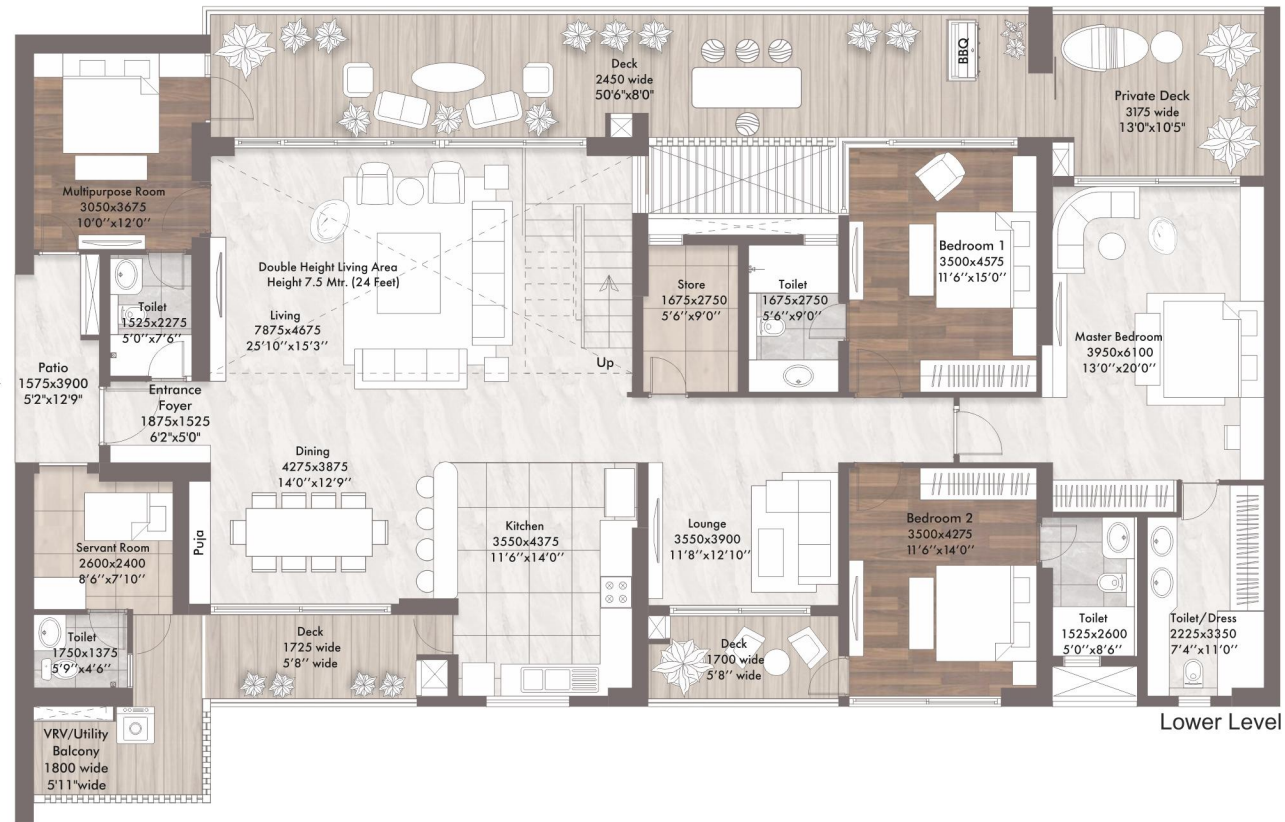 Deck
2450 wide
50'6"x8'0"
BBQ
Private Deck
3175 wide
13'0"x10'5"
Multipurpose Room
3050x3675
10'0''x12'0''
Double Height Living Area
Height 7.5 Mtr. (24 Feet)
Living
7875x4675
25'10''x15'3''
Up
Bedroom 1
3500x4575
11'6''x15'0''
Store
1675x2750
5'6''x9'0''
Toilet
1675x2750
5'6''x9'0''
Master Bedroom
3950x6100
13'0''x20'0''
Toilet
1525x2275
5'0''x7'6''
Patio
1575x3900
5'2"x12'9"
Entrance
Foyer
1875x1525
6'2"x5'0"
Dining
4275x3875
14'0''x12'9''
Puja
Kitchen
3550x4375
11'6''x14'0''
Lounge
3550x3900
11'8''x12'10''
Bedroom 2
3500x4275
11'6''x14'0''
Servant Room
2600x2400
8'6''x7'10''
Toilet
1750x1375
5'9''x4'6''
Deck
1725 wide
5'8'' wide
Deck
1700 wide
5'8'' wide
Toilet
1525x2600
5'0''x8'6''
Toilet/Dress
2225x3350
7'4''x11'0''
VRV/Utility
Balcony
1800 wide
5'11"wide
Lower Level